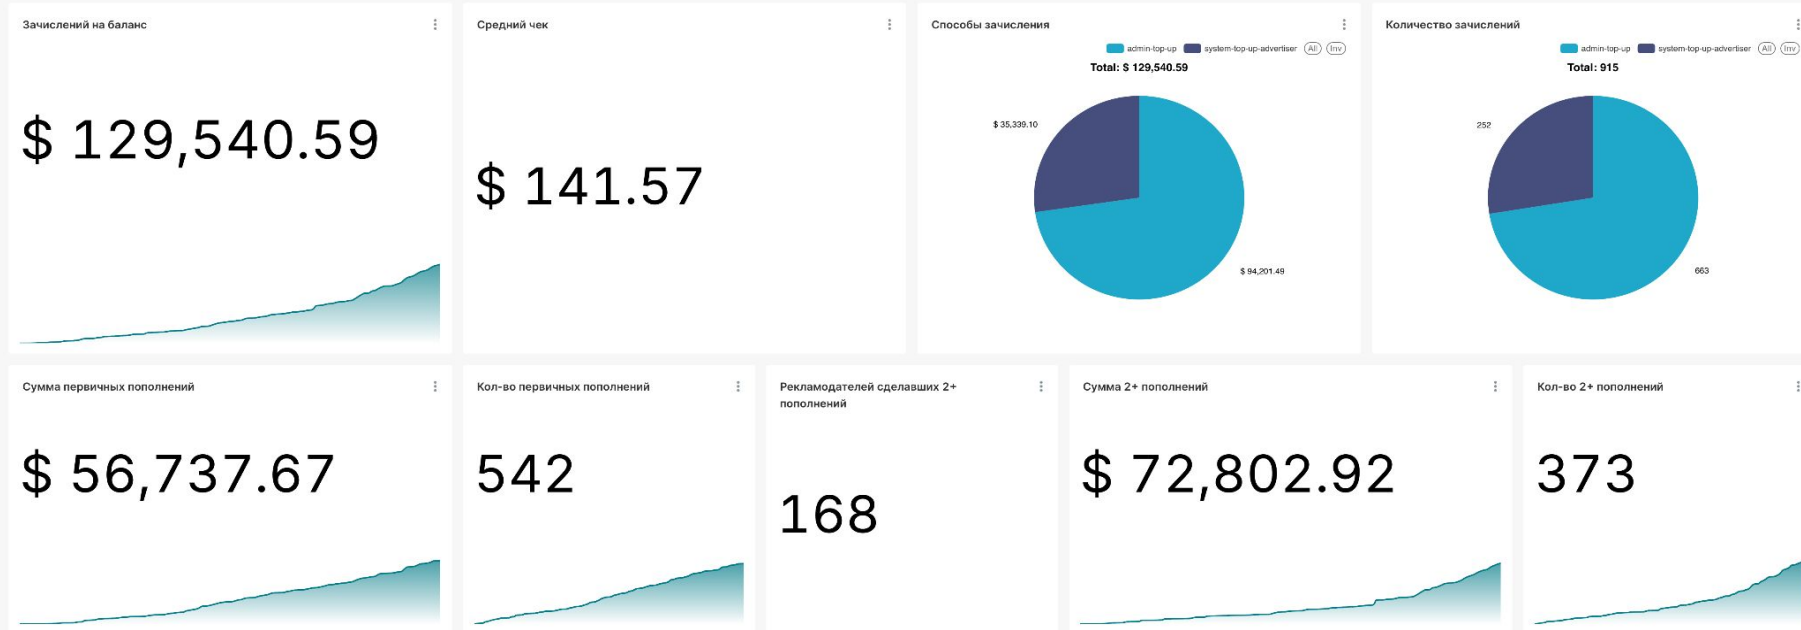 Зачислений на баланс
$ 129,540.59
Средний чек
$ 141.57
Способы зачисления
admin-top-up system-top-up-advertiser All Inv
Total: $ 129,540.59
$ 35,339.10
$ 94,201.49
Количество зачислений
admin-top-up system-top-up-advertiser All Inv
Total: 915
252
663
Сумма первичных пополнений
$ 56,737.67
Кол-во первичных пополнений
542
Рекламодателей сделавших 2+
пополнений
168
Сумма 2+ пополнений
$ 72,802.92
Кол-во 2+ пополнений
373